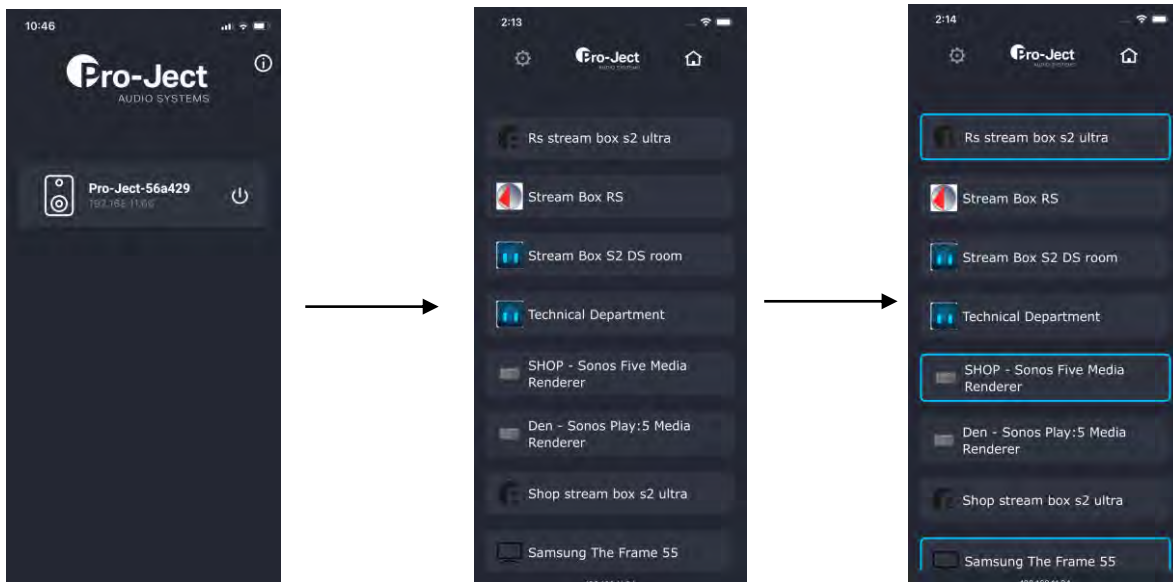 10:46
Pro-Ject
AUDIO SYSTEMS
Pro-Ject-56a429
2:13
Pro-Ject
Rs stream box s2 ultra
Stream Box RS
Stream Box S2 DS room
Technical Department
SHOP - Sonos Five Media
Renderer
Den - Sonos Play:5 Media
Renderer
Shop stream box s2 ultra
Samsung The Frame 55
2:14
Pro-Ject
Rs stream box s2 ultra
Stream Box RS
Stream Box S2 DS room
Technical Department
SHOP - Sonos Five Media
Renderer
Den - Sonos Play:5 Media
Renderer
Shop stream box s2 ultra
Samsung The Frame 55